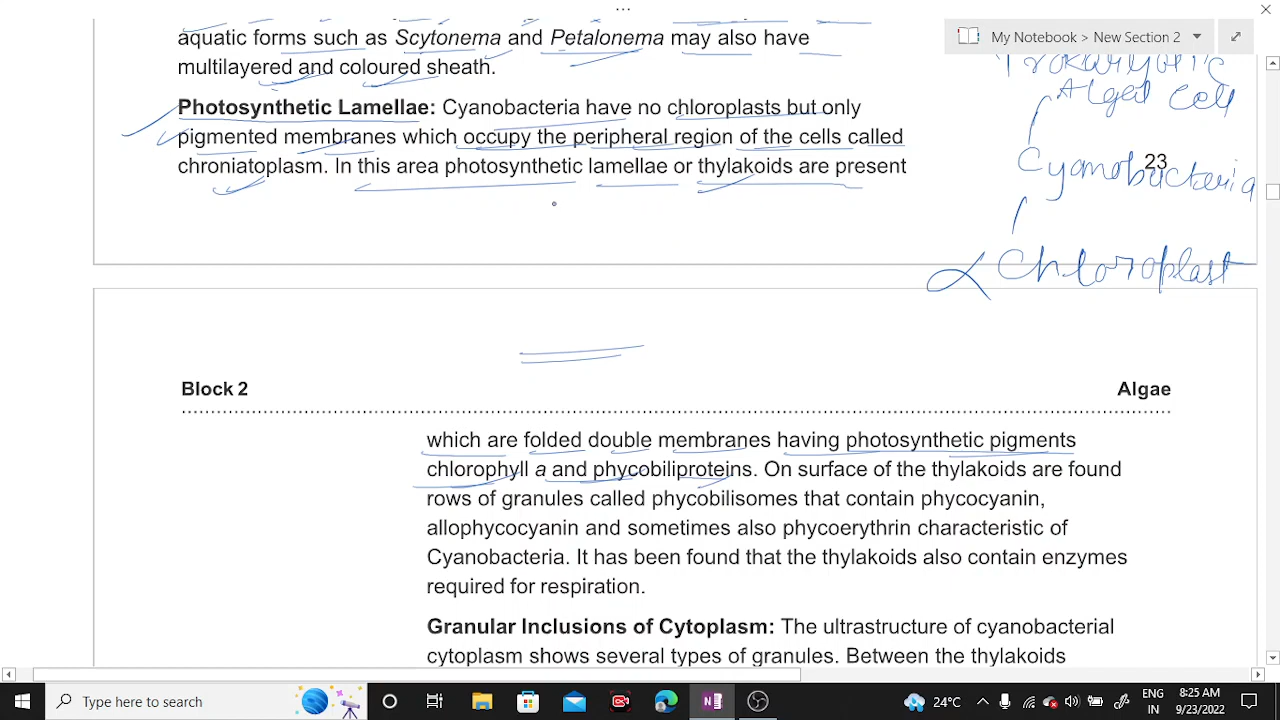 ...
aquatic forms such as Scytonema and Petalonema may also have
multilayered and coloured sheath.
My Notebook > New Section 2
Prokaryotic
Alged cell
Photosynthetic Lamellae: Cyanobacteria have no chloroplasts but only
pigmented membranes which occupy the peripheral region of the cells called
chroniatoplasm. In this area photosynthetic lamellae or thylakoids are present
23
Cyanobacteria
Chloroplast
Block 2
Algae
which are folded double membranes having photosynthetic pigments
chlorophyll a and phycobiliproteins. On surface of the thylakoids are found
rows of granules called phycobilisomes that contain phycocyanin,
allophycocyanin and sometimes also phycoerythrin characteristic of
Cyanobacteria. It has been found that the thylakoids also contain enzymes
required for respiration.
Granular Inclusions of Cytoplasm: The ultrastructure of cyanobacterial
cytoplasm shows several types of granules. Between the thylakoids
Type here to search
24°C
ENG
IN
8:25 AM
9/23/2022